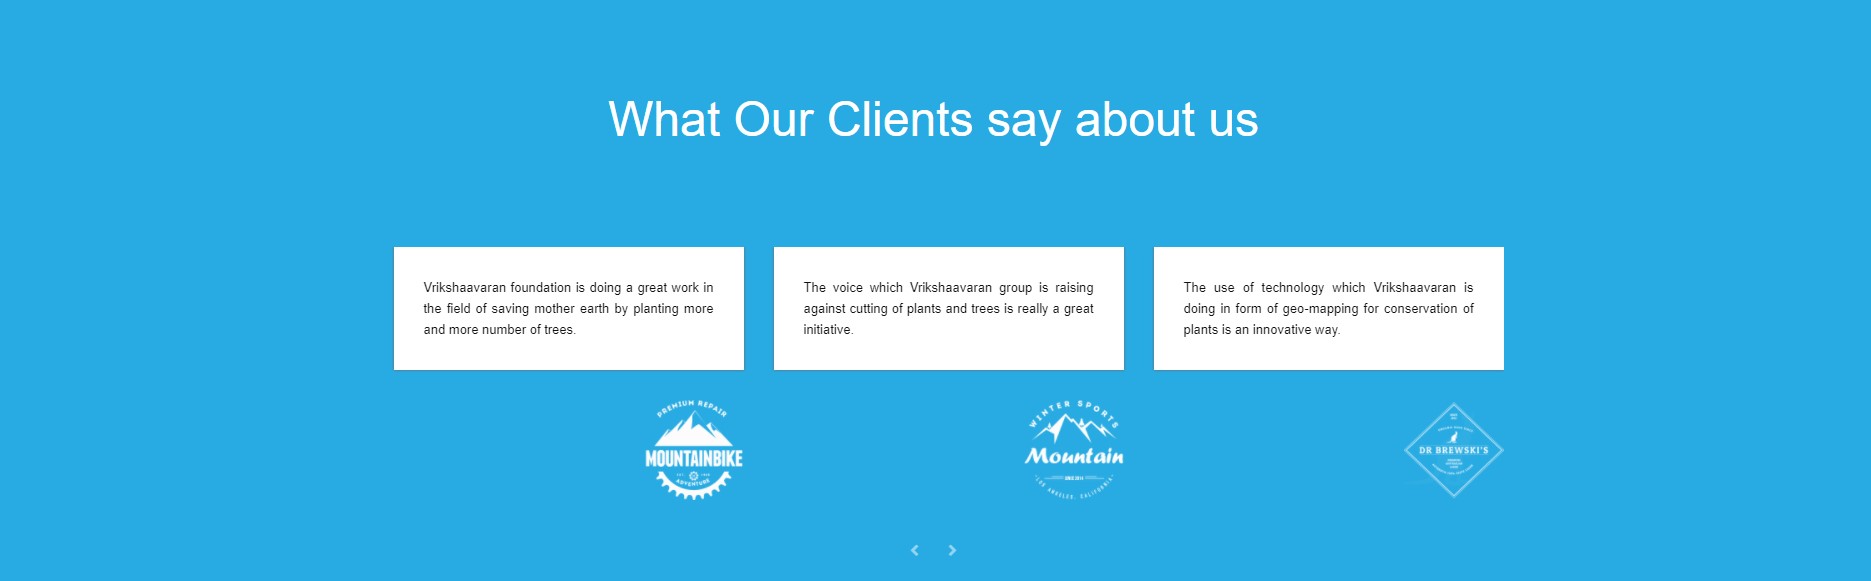 What Our Clients say about us
Vrikshaavaran foundation is doing a great work in
the field of saving mother earth by planting more
and more number of trees.
The voice which Vrikshaavaran group is raising
against cutting of plants and trees is really a great
initiative.
The use of technology which Vrikshaavaran is
doing in form of geo-mapping for conservation of
plants is an innovative way.
PREMIUM REPAIR
MOUNTAINBIKE
ADVENTURE
WINTER SPORTS
Mountain
SINCE 2014
LOS ANGELES, CALIFORNIA
DR BREWSKI'S